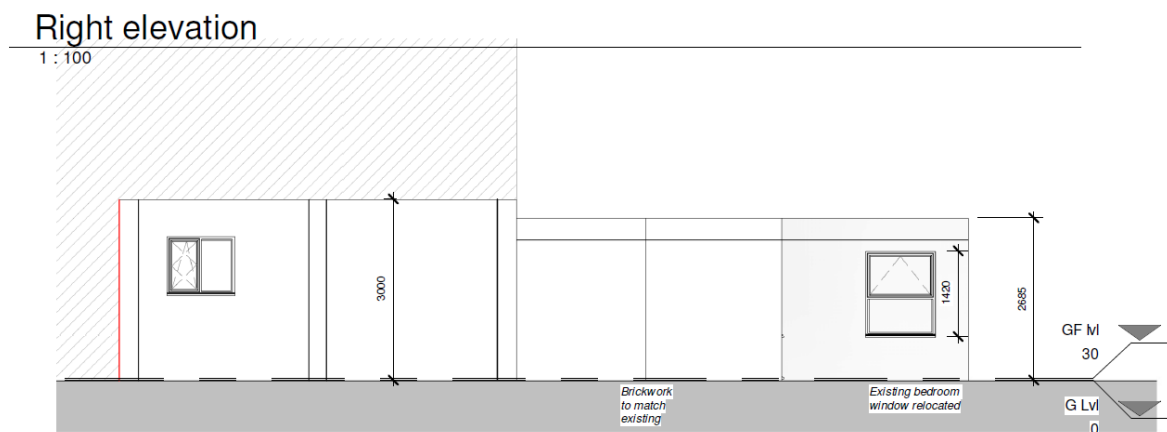 Right elevation
1 : 100
3000
1420
2685
GF lvl
30
Brickwork
to match
existing
Existing bedroom
window relocated
G Lvl
0